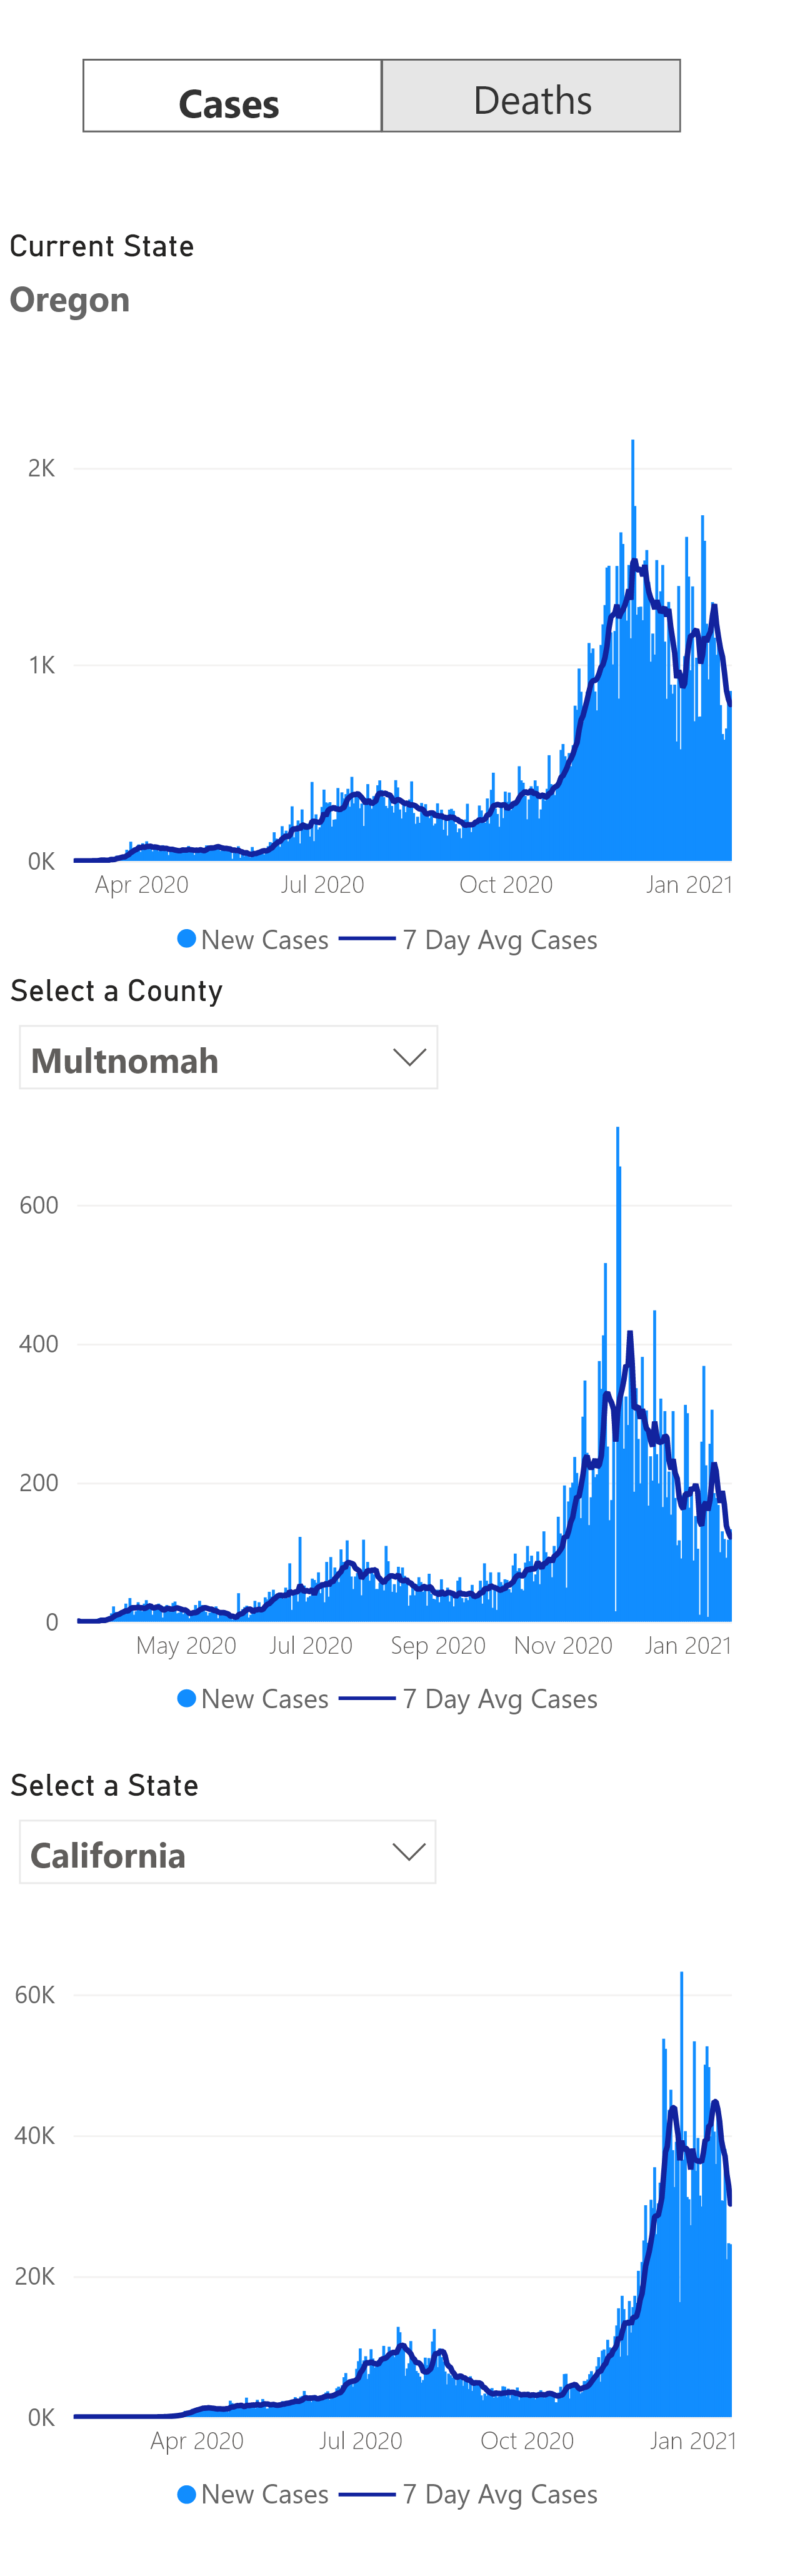 Cases Deaths
Current State
Oregon
2K
1K
0K
Apr 2020 Jul 2020 Oct 2020 Jan 2021
New Cases 7 Day Avg Cases
Select a County
Multnomah
600
400
200
0
May 2020 Jul 2020 Sep 2020 Nov 2020 Jan 2021
New Cases 7 Day Avg Cases
Select a State
California
60K
40K
20K
0K
Apr 2020 Jul 2020 Oct 2020 Jan 2021
New Cases 7 Day Avg Cases